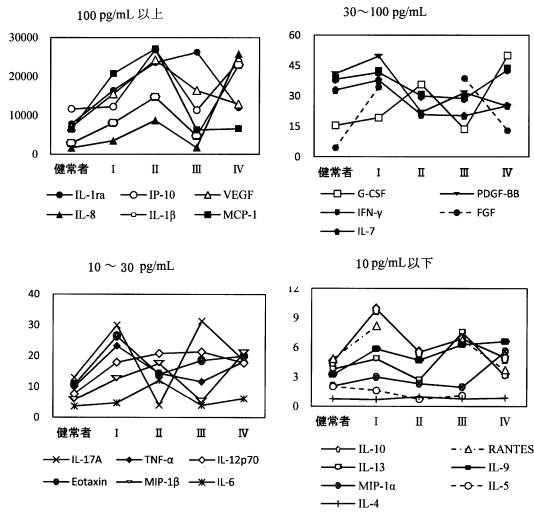 100 pg/mL 以上
30000
20000
10000
0
健常者 I II III IV
IL-1ra IP-10 VEGF
IL-8 IL-1β MCP-1
30～100 pg/mL
60
45
30
15
0
健常者 I II III IV
G-CSF PDGF-BB
IFN-γ FGF
IL-7
10～30 pg/mL
40
30
20
10
0
健常者 I II III IV
IL-17A TNF-α IL-12p70
Eotaxin MIP-1β IL-6
10 pg/mL以下
12
9
6
3
0
健常者 I II III IV
IL-10 RANTES
IL-13 IL-9
MIP-1α IL-5
IL-4